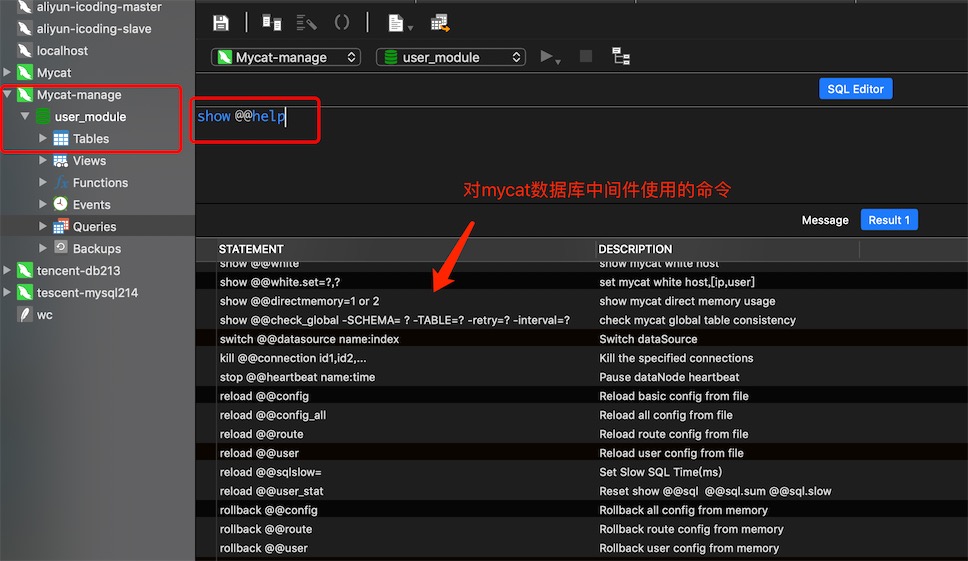 aliyun-icoding-master
aliyun-icoding-slave
localhost
Mycat
Mycat-manage
user_module
Tables
Views
Functions
Events
Queries
Backups
tencent-db213
tescent-mysql214
wc
Mycat-manage
user_module
SQL Editor
show @@help
对mycat数据库中间件使用的命令
Message Result 1
STATEMENT DESCRIPTION
show @@white show mycat white host
show @@white.set=?,? set mycat white host,[ip,user]
show @@directmemory=1 or 2 show mycat direct memory usage
show @@check_global -SCHEMA= ? -TABLE=? -retry=? -interval=? check mycat global table consistency
switch @@datasource name:index Switch dataSource
kill @@connection id1,id2,... Kill the specified connections
stop @@heartbeat name:time Pause dataNode heartbeat
reload @@config Reload basic config from file
reload @@config_all Reload all config from file
reload @@route Reload route config from file
reload @@user Reload user config from file
reload @@sqlslow= Set Slow SQL Time(ms)
reload @@user_stat Reset show @@sql @@sql.sum @@sql.slow
rollback @@config Rollback all config from memory
rollback @@route Rollback route config from memory
rollback @@user Rollback user config from memory